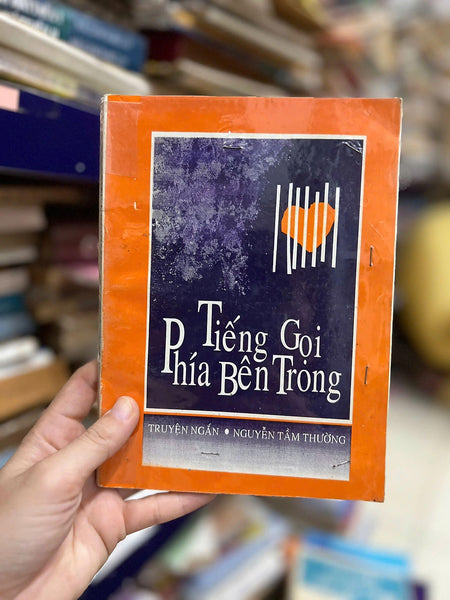 Tiếng Gọi
Phía Bên Trong
TRUYỆN NGẮN • NGUYỄN TẦM THƯỜNG